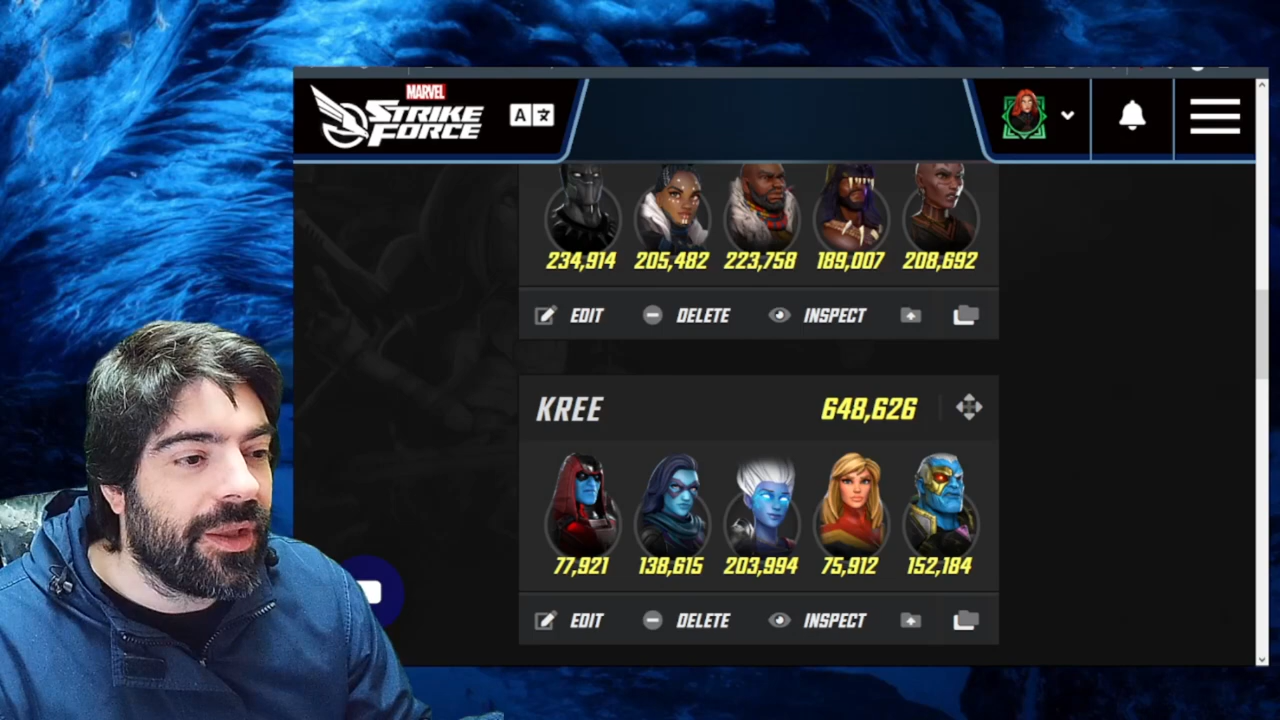 MARVEL
STRIKE
FORCE
A 文
234,914 205,482 223,758 189,007 208,692
EDIT DELETE INSPECT
KREE 648,626
77,921 138,615 203,994 75,912 152,184
EDIT DELETE INSPECT